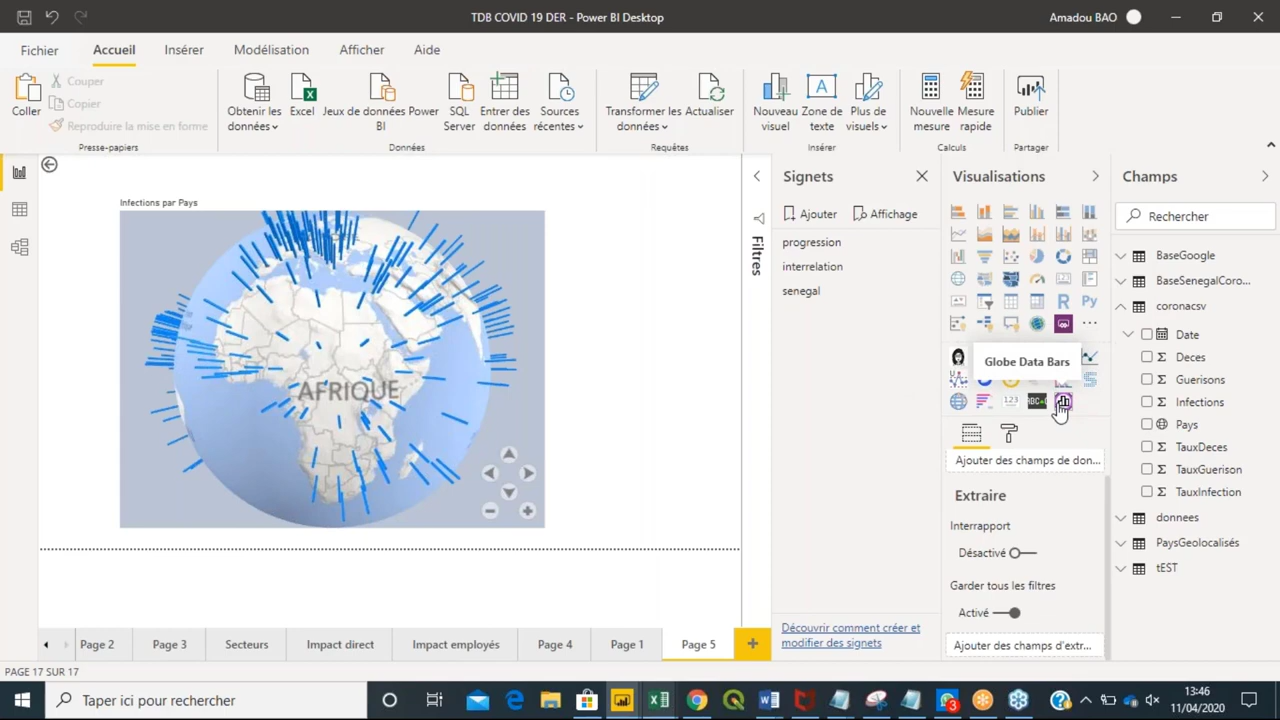 TDB COVID 19 DER - Power BI Desktop
Amadou BAO
Fichier
Accueil
Insérer
Modélisation
Afficher
Aide
Coller
Couper
Copier
Reproduire la mise en forme
Presse-papiers
Obtenir les
données
Excel
Jeux de données Power
BI
SQL
Server
Entrer des
données
Sources
récentes
Données
Transformer les
données
Actualiser
Requêtes
Nouveau
visuel
Zone de
texte
Plus de
visuels
Insérer
Nouvelle
mesure
Mesure
rapide
Calculs
Publier
Partager
Infections par Pays
AFRIQUE
Filtres
Signets
Ajouter
Affichage
progression
interrelation
senegal
Découvrir comment créer et
modifier des signets
Visualisations
R
Py
Globe Data Bars
123
Ajouter des champs de don...
Extraire
Interrapport
Désactivé
Garder tous les filtres
Activé
Ajouter des champs d'extr...
Champs
Rechercher
BaseGoogle
BaseSenegalCoro...
coronacsv
Date
Deces
Guerisons
Infections
Pays
TauxDeces
TauxGuerison
TauxInfection
donnees
PaysGeolocalisés
tEST
Page 2
Page 3
Secteurs
Impact direct
Impact employés
Page 4
Page 1
Page 5
PAGE 17 SUR 17
Taper ici pour rechercher
3
13:46
11/04/2020